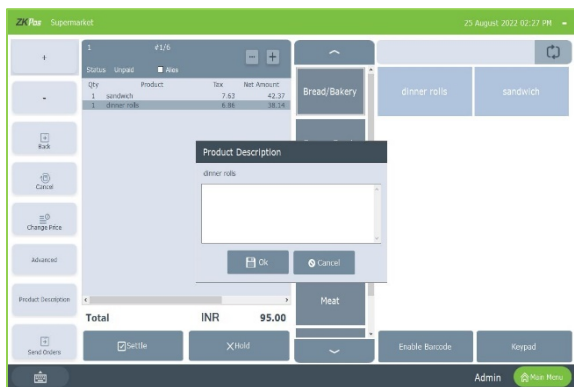 ZKPos Supermarket
25 August 2022 02:27 PM
+
-
Back
Cancel
Change Price
Advanced
Product Description
Send Orders
1 #1/6
- +
Status Unpaid Alex
Qty Product Tax Net Amount
1 sandwich 7.63 42.37
1 dinner rolls 6.86 38.14
Total INR 95.00
Settle
XHold
Bread/Bakery
Meat
dinner rolls
sandwich
Product Description
dinner rolls
Ok
Cancel
Enable Barcode
Keypad
Admin
Main Menu